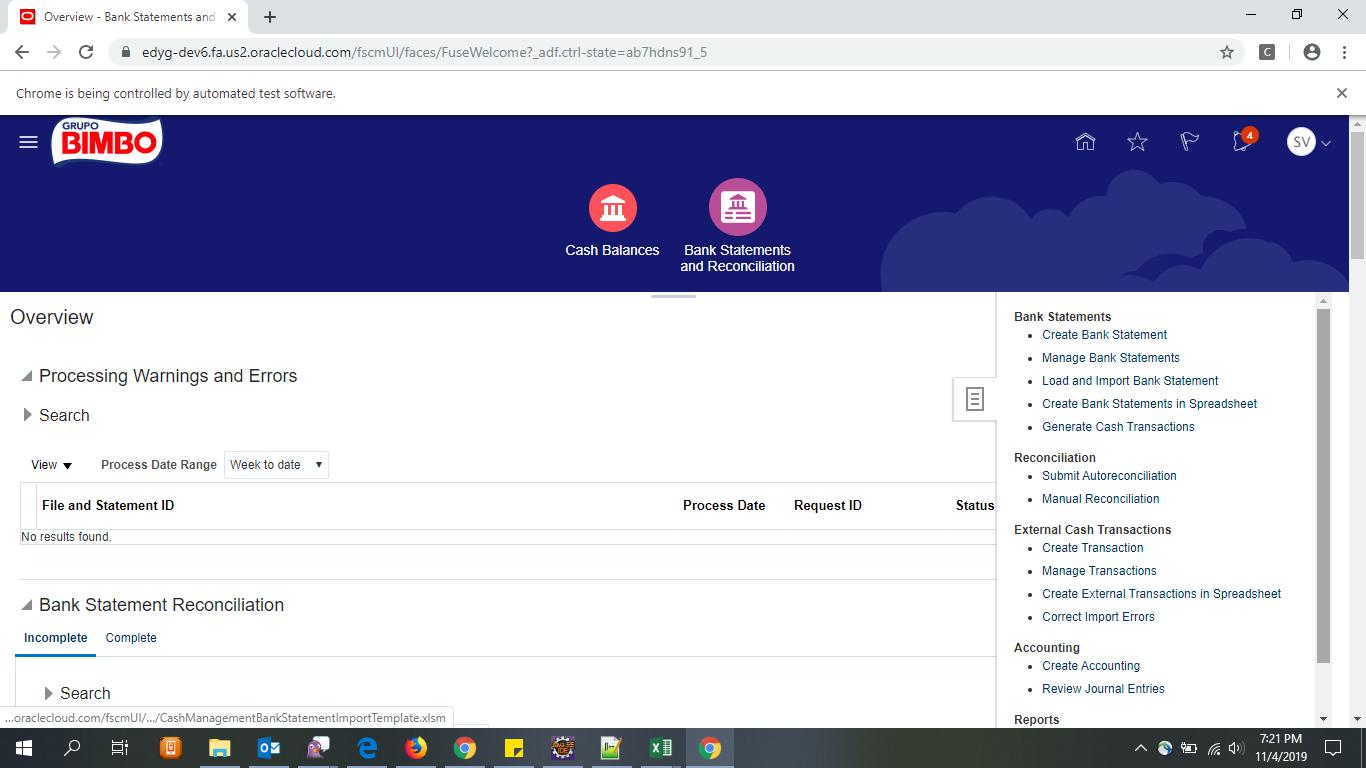 Overview - Bank Statements and
edyg-dev6.fa.us2.oraclecloud.com/fscmUI/faces/FuseWelcome?_adf.ctrl-state=ab7hdns91_5
C
Chrome is being controlled by automated test software.
GRUPO
BIMBO
4
SV
Cash Balances
Bank Statements
and Reconciliation
Overview
Processing Warnings and Errors
Search
View
Process Date Range
Week to date
File and Statement ID
Process Date
Request ID
Status
No results found.
Bank Statement Reconciliation
Incomplete
Complete
Search
Bank Statements
Create Bank Statement
Manage Bank Statements
Load and Import Bank Statement
Create Bank Statements in Spreadsheet
Generate Cash Transactions
Reconciliation
Submit Autoreconciliation
Manual Reconciliation
External Cash Transactions
Create Transaction
Manage Transactions
Create External Transactions in Spreadsheet
Correct Import Errors
Accounting
Create Accounting
Review Journal Entries
Reports
...oraclecloud.com/fscmUI/.../CashManagementBankStatementImportTemplate.xlsm
7:21 PM
11/4/2019